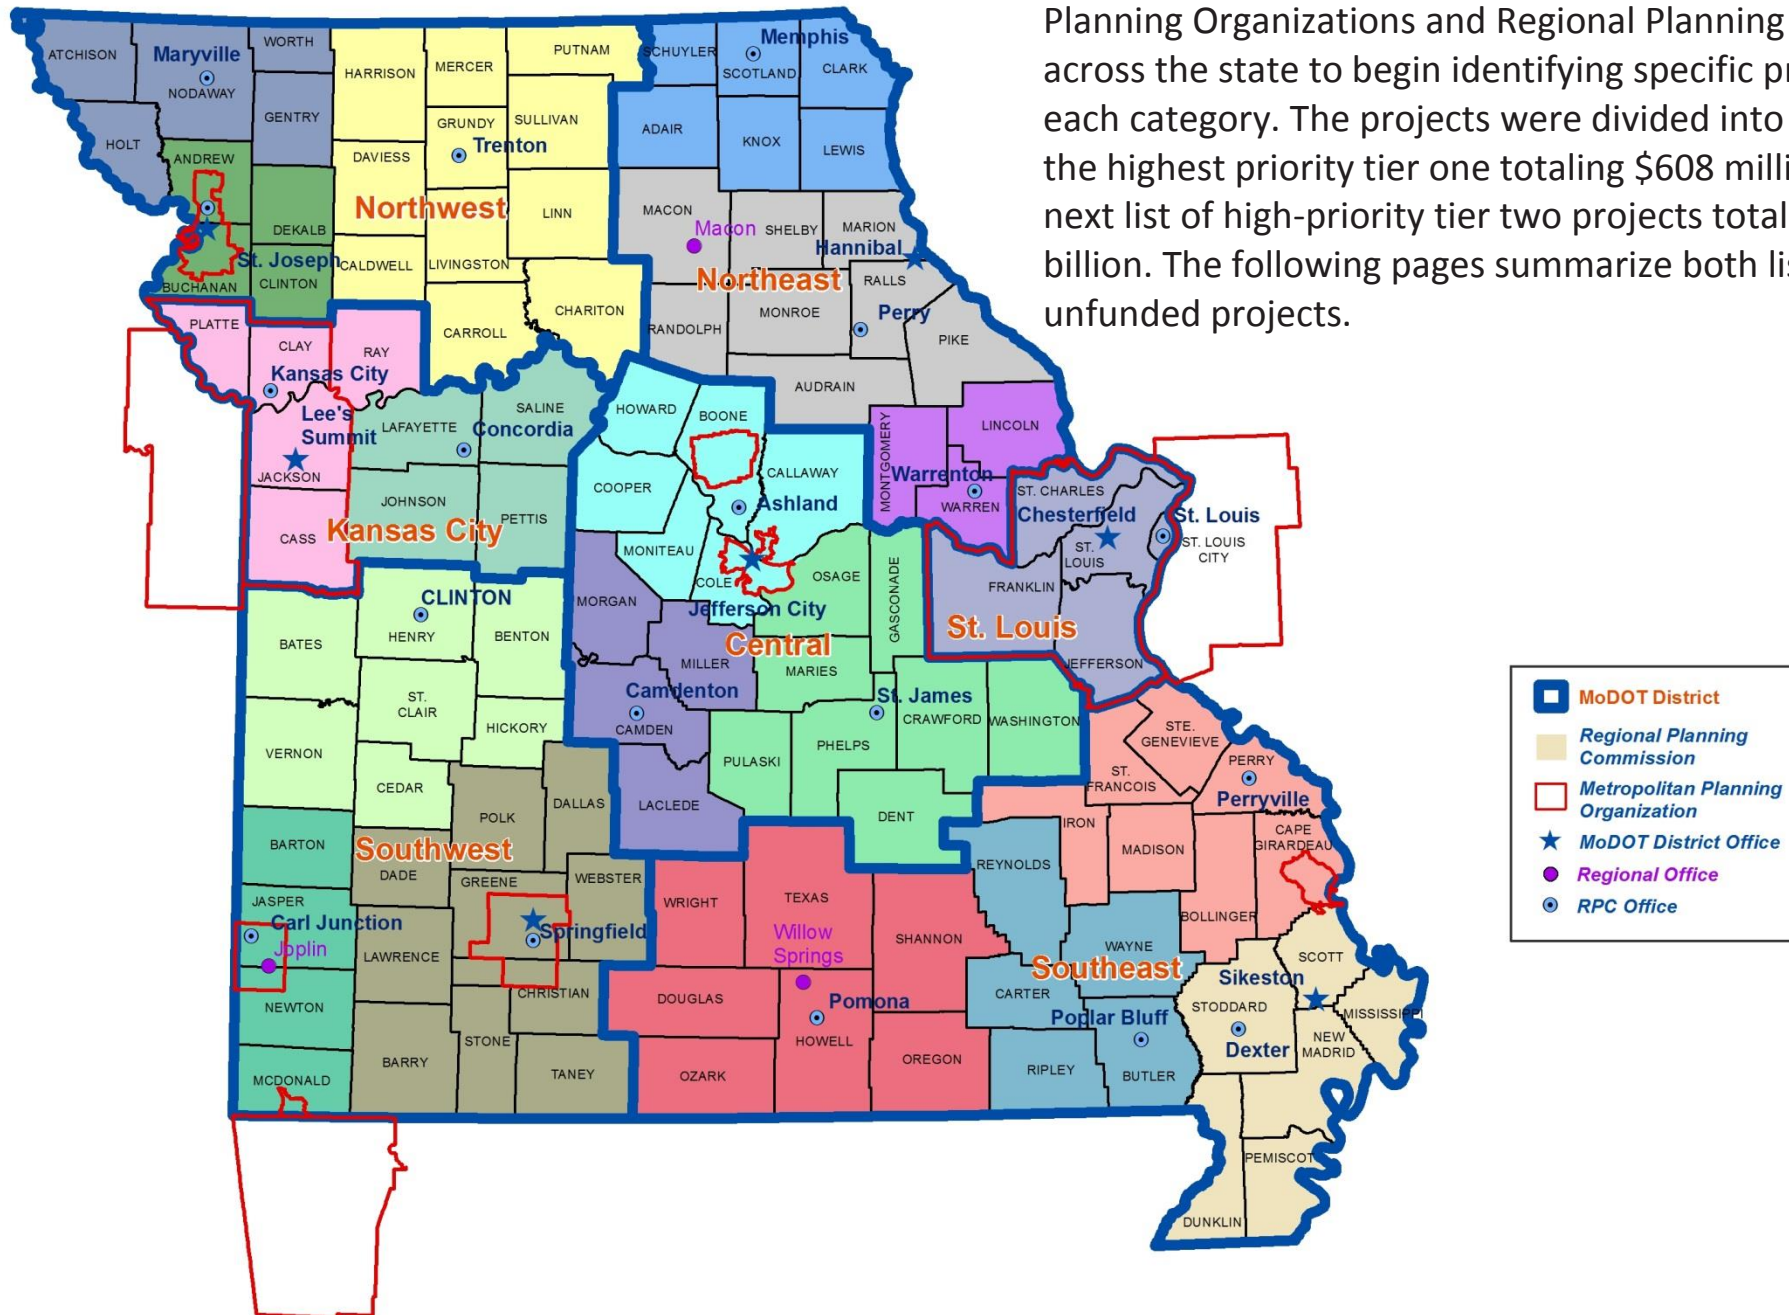 Planning Organizations and Regional Planning
across the state to begin identifying specific
each category. The projects were divided into
the highest priority tier one totaling $608
next list of high-priority tier two projects
billion. The following pages summarize both
unfunded projects.
ATCHISON
Maryville
NODAWAY
WORTH
HOLT
GENTRY
ANDREW
DEKALB
St. Joseph
BUCHANAN
CLINTON
HARRISON
MERCER
PUTNAM
GRUNDY
SULLIVAN
Trenton
DAVIESS
Northwest
LINN
CALDWELL
LIVINGSTON
CHARITON
CARROLL
SCHUYLER
Memphis
SCOTLAND
CLARK
ADAIR
KNOX
LEWIS
MACON
Macon
SHELBY
MARION
Hannibal
Northeast
RALLS
RANDOLPH
MONROE
Perry
PIKE
AUDRAIN
MONTGOMERY
LINCOLN
Warrenton
WARREN
PLATTE
CLAY
RAY
Kansas City
Lee's
Summit
JACKSON
CASS
LAFAYETTE
SALINE
Concordia
JOHNSON
PETTIS
Kansas City
HOWARD
BOONE
COOPER
CALLAWAY
Ashland
MONITEAU
COLE
OSAGE
GASCONADE
Jefferson City
MORGAN
Central
MILLER
MARIES
Camdenton
CAMDEN
St. James
CRAWFORD
WASHINGTON
PULASKI
PHELPS
LACLEDE
DENT
ST. CHARLES
Chesterfield
St. Louis
ST. LOUIS
CITY
ST.
LOUIS
FRANKLIN
St. Louis
JEFFERSON
CLINTON
BATES
HENRY
BENTON
ST.
CLAIR
HICKORY
VERNON
CEDAR
DALLAS
POLK
BARTON
Southwest
DADE
GREENE
WEBSTER
JASPER
Carl Junction
Joplin
Springfield
LAWRENCE
NEWTON
CHRISTIAN
STONE
BARRY
TANEY
MCDONALD
WRIGHT
TEXAS
Willow
Springs
SHANNON
DOUGLAS
Pomona
HOWELL
OZARK
OREGON
STE.
GENEVIEVE
ST.
FRANCOIS
PERRY
Perryville
IRON
MADISON
CAPE
GIRARDEAU
REYNOLDS
BOLLINGER
WAYNE
Southeast
CARTER
SCOTT
Sikeston
STODDARD
MISSISSIPPI
Poplar Bluff
Dexter
NEW
MADRID
RIPLEY
BUTLER
PEMISCOT
DUNKLIN
MoDOT District
Regional Planning
Commission
Metropolitan Planning
Organization
MoDOT District Office
Regional Office
RPC Office